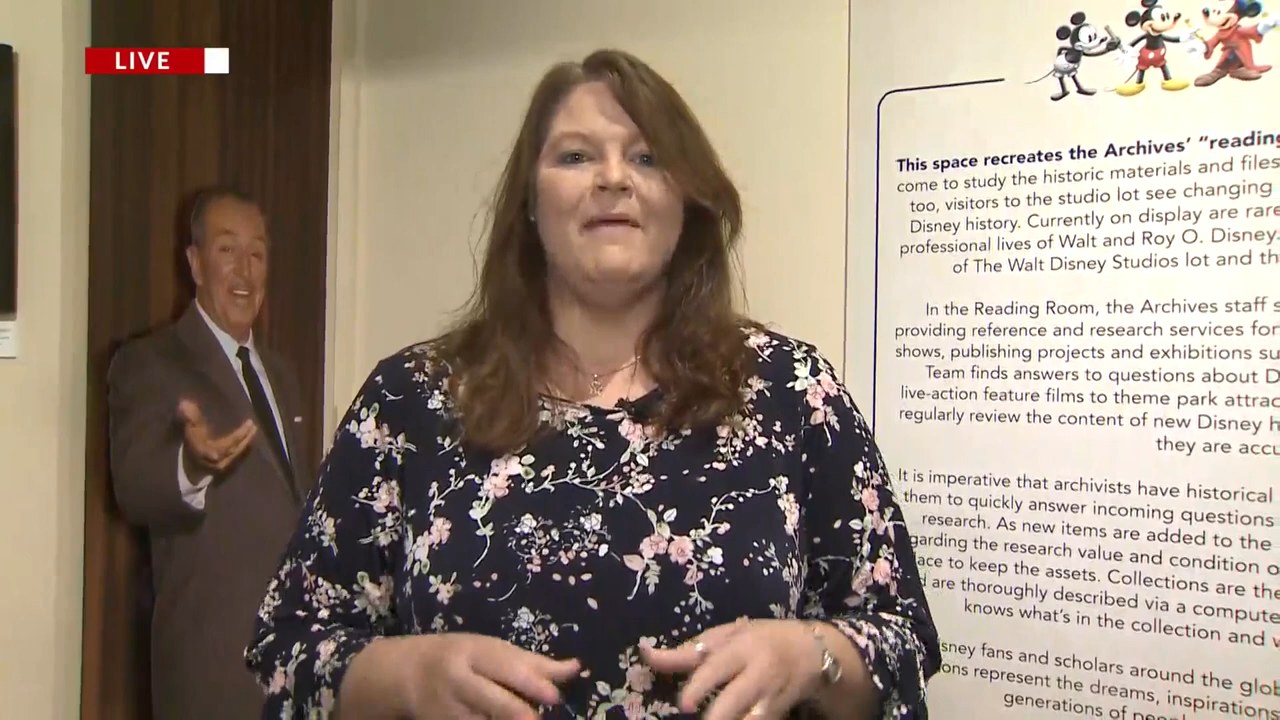 LIVE
This space recreates the Archives' "reading
come to study the historic materials and files
too, visitors to the studio lot see changing
Disney history. Currently on display are rare
professional lives of Walt and Roy O. Disney.
of The Walt Disney Studios lot and th
In the Reading Room, the Archives staff s
providing reference and research services for
shows, publishing projects and exhibitions su
Team finds answers to questions about D
live-action feature films to theme park attrac
regularly review the content of new Disney h
they are accu
It is imperative that archivists have historical
them to quickly answer incoming questions
research. As new items are added to the
garding the research value and condition o
ace to keep the assets. Collections are the
d are thoroughly described via a compute
knows what's in the collection and w
isney fans and scholars around the glob
ons represent the dreams, inspirations
generations of peop